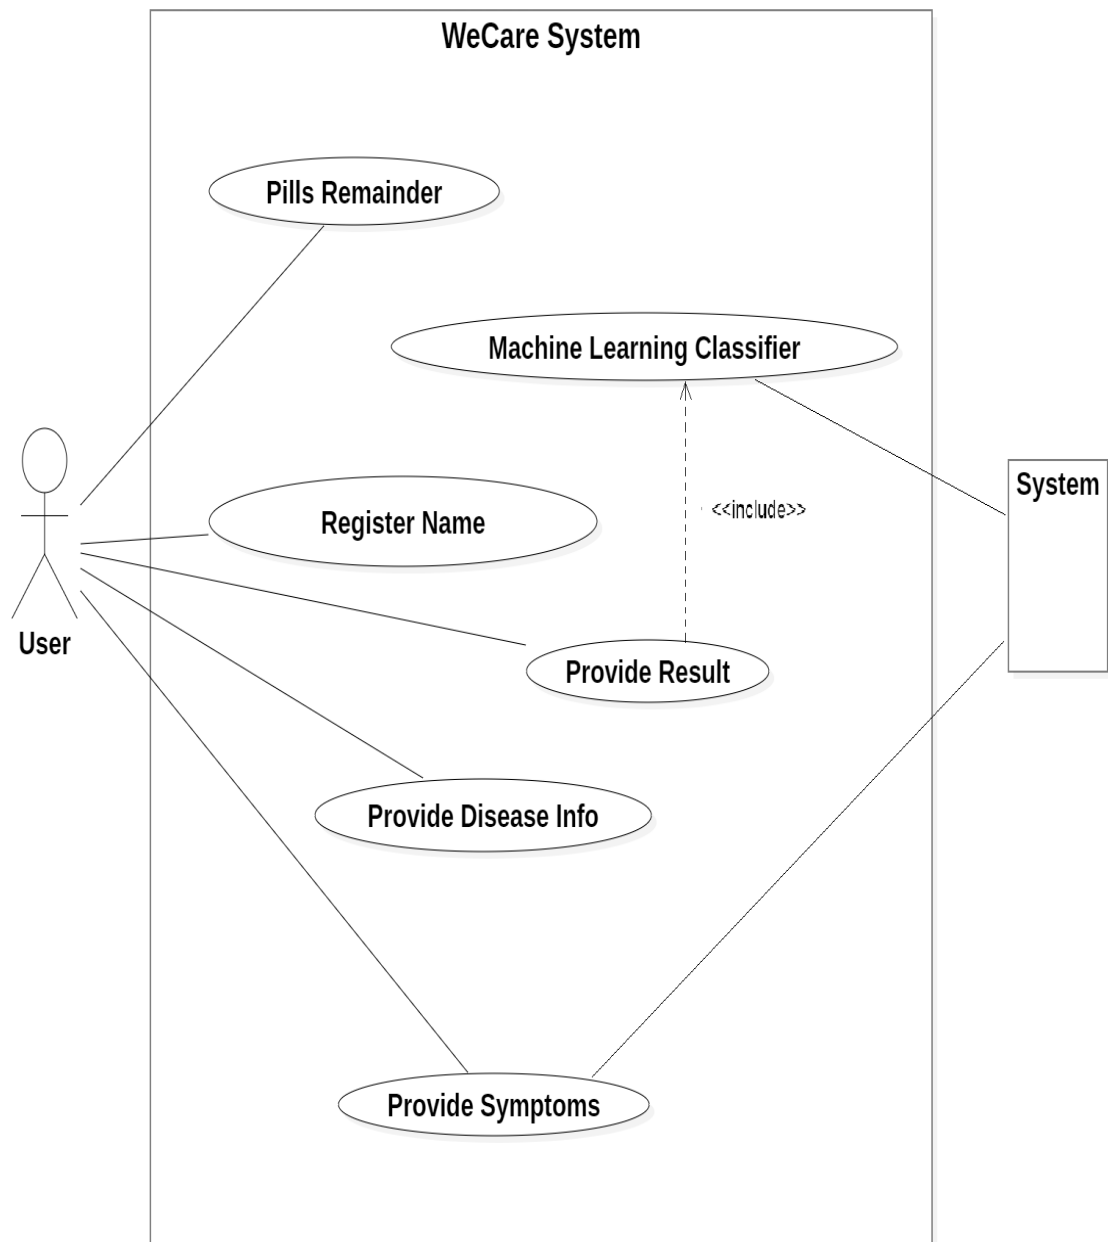 WeCare System
Pills Remainder
Machine Learning Classifier
System
<<include>>
Register Name
User
Provide Result
Provide Disease Info
Provide Symptoms